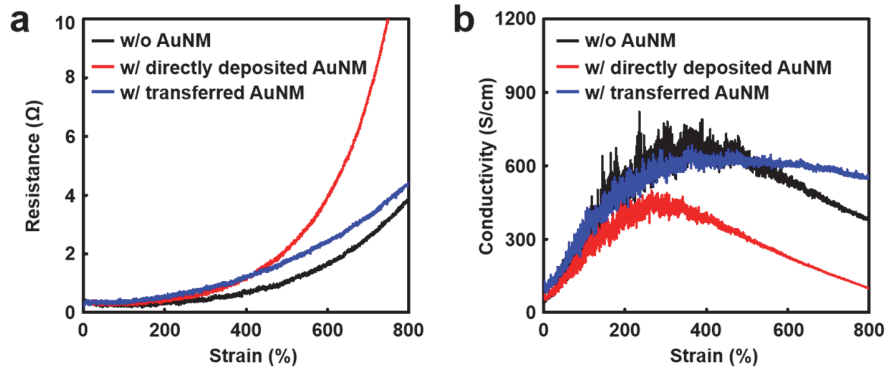 a
10
8
6
4
2
0
Resistance (Ω)
w/o AuNM
w/ directly deposited AuNM
w/ transferred AuNM
0 200 400 600 800
Strain (%)
b
1200
900
600
300
0
Conductivity (S/cm)
w/o AuNM
w/ directly deposited AuNM
w/ transferred AuNM
0 200 400 600 800
Strain (%)